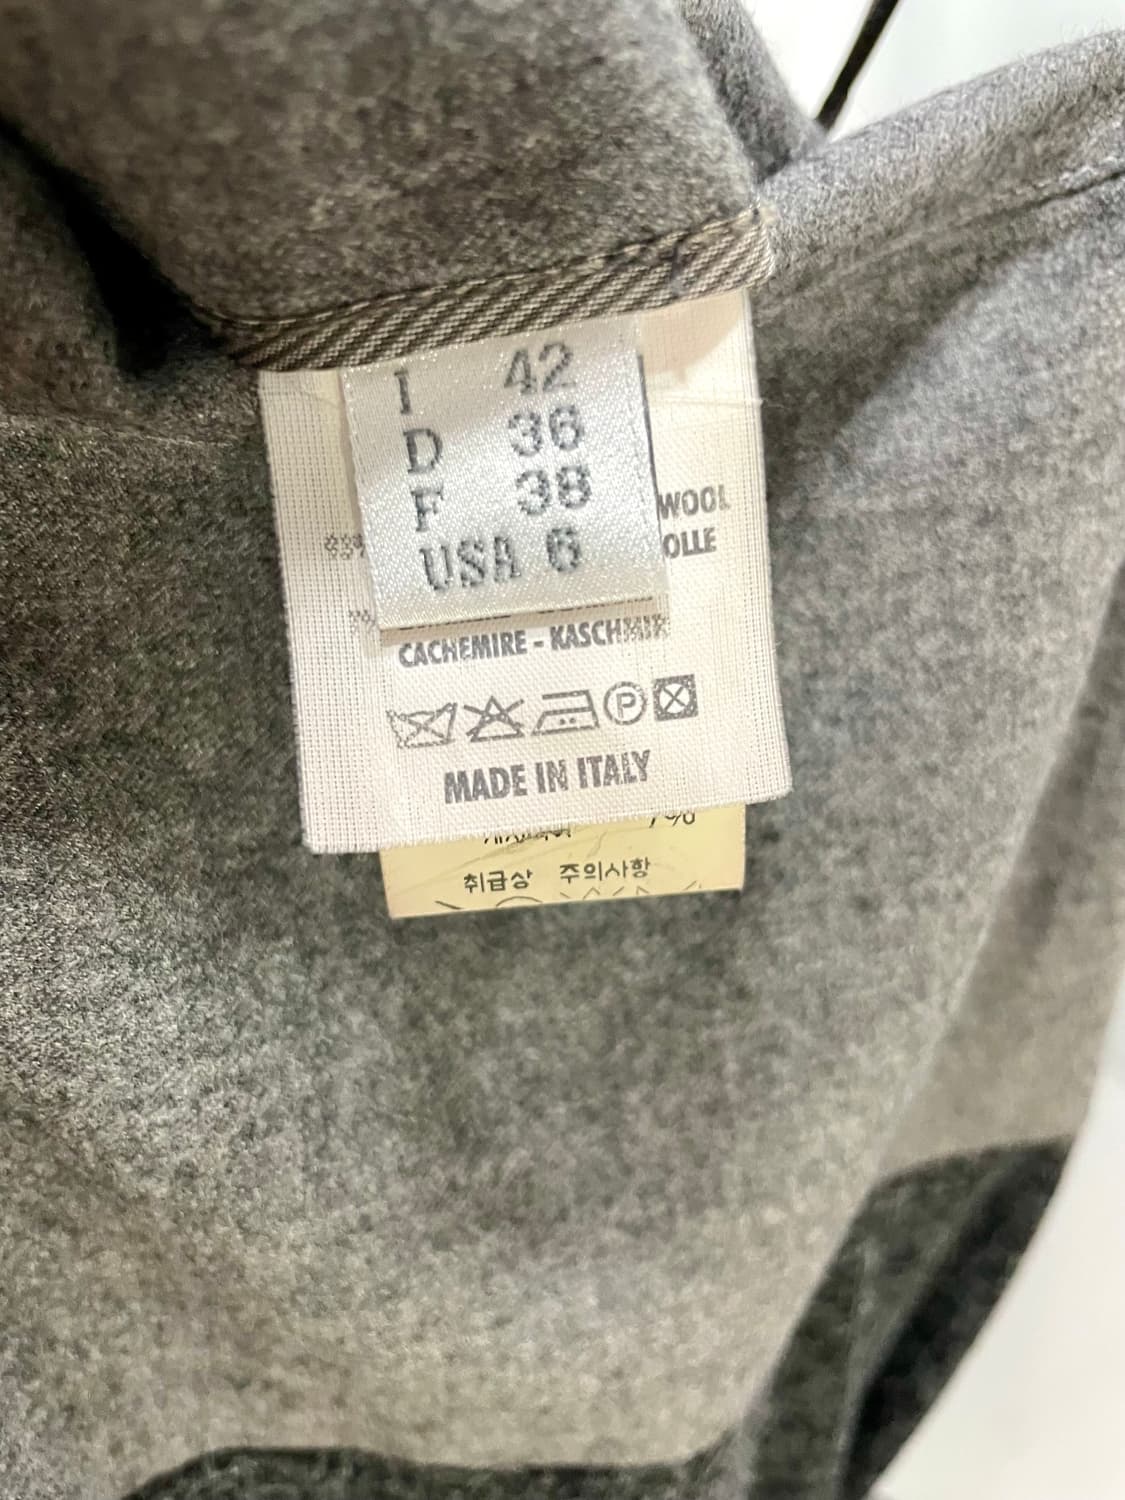 I 42
D 36
F 38
USA 6
WOOL
OLLE
CACHEMIRE - KASCHMIR
P
MADE IN ITALY
7%
취급상 주의사항